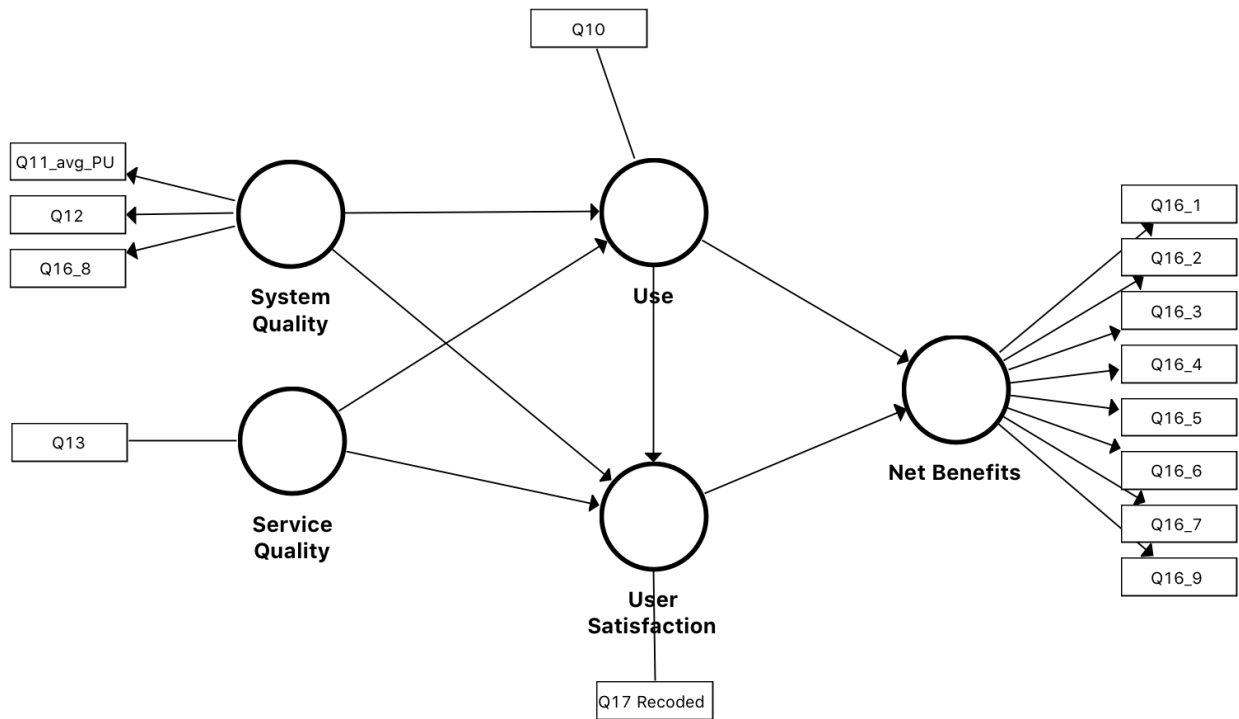 Q10
Q11_avg_PU
Q12
Q16_8
System
Quality
Use
Q13
Service
Quality
User
Satisfaction
Q17 Recoded
Net Benefits
Q16_1
Q16_2
Q16_3
Q16_4
Q16_5
Q16_6
Q16_7
Q16_9